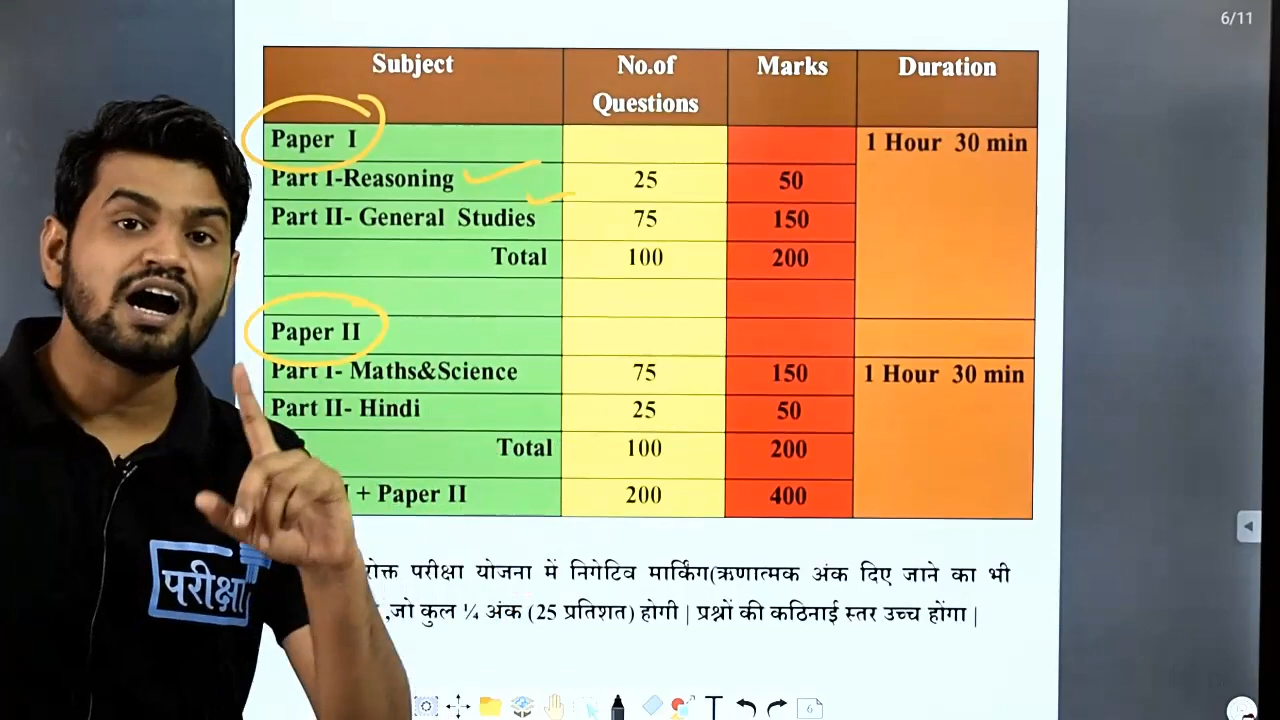 6/11
Subject No.of Questions Marks Duration
Paper I 1 Hour 30 min
Part I-Reasoning 25 50
Part II- General Studies 75 150
Total 100 200
Paper II
Part I- Maths&Science 75 150 1 Hour 30 min
Part II- Hindi 25 50
Total 100 200
I + Paper II 200 400
परीक्षा योजना में निगेटिव मार्किंग(ऋणात्मक अंक दिए जाने का भी
,जो कुल ¼ अंक (25 प्रतिशत) होगी | प्रश्नों की कठिनाई स्तर उच्च होंगा |
परीक्षा
T 6